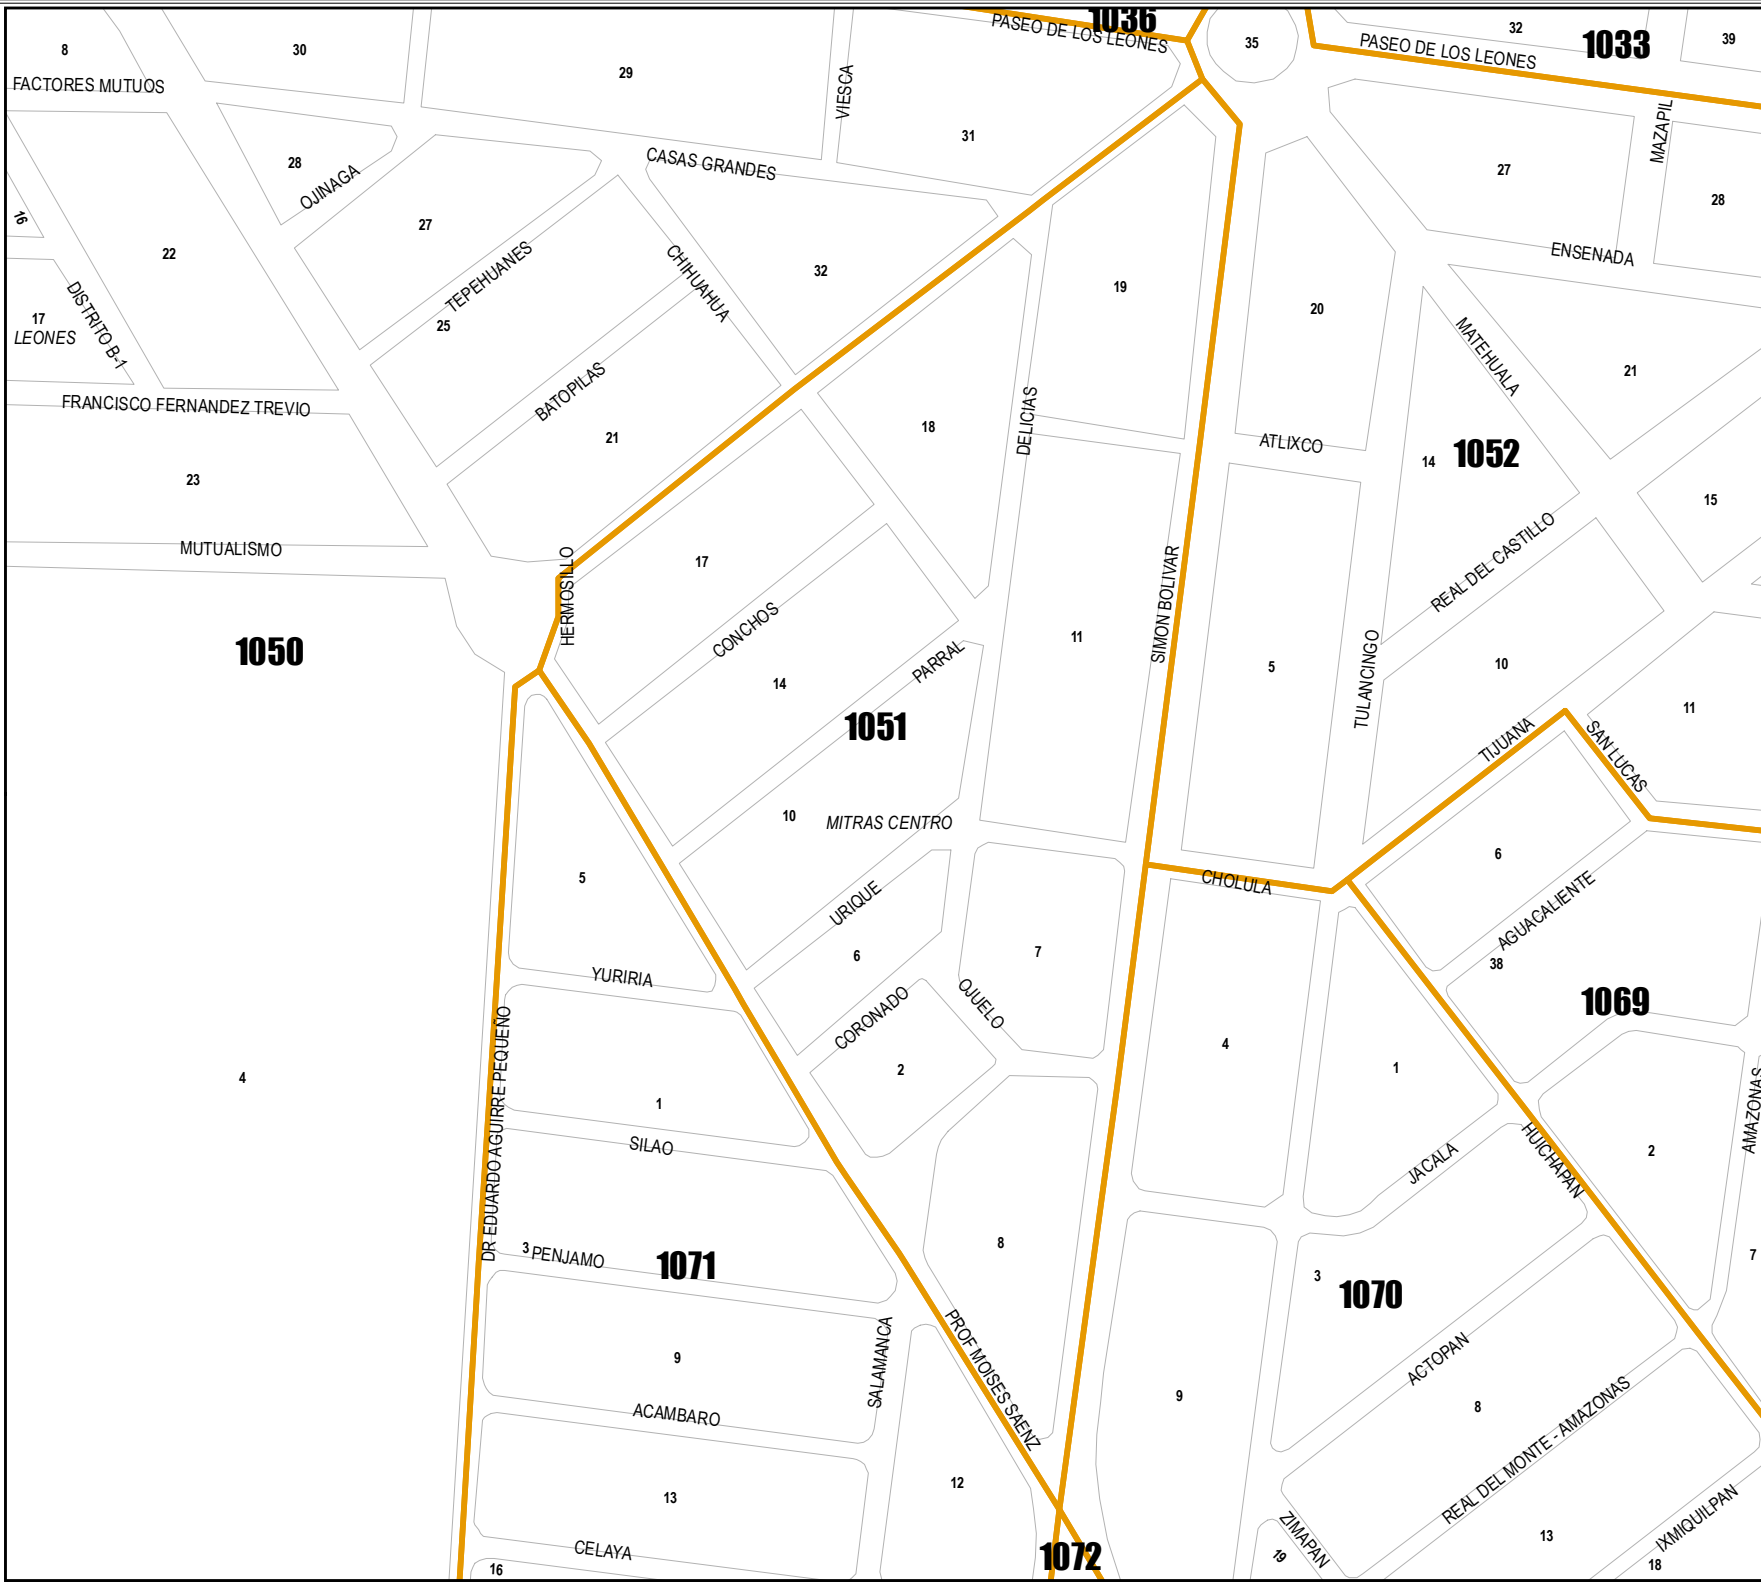 1036
PASEO DE LOS LEONES
35
32
1033
39
PASEO DE LOS LEONES
8
30
29
FACTORES MUTUOS
VIESCA
31
MAZAPIL
28
OJINAGA
CASAS GRANDES
27
28
16
22
27
TEPEHUANES
CHIHUAHUA
32
19
20
ENSENADA
17
LEONES
DISTRITO B-1
25
BATOPILAS
MATEHUALA
21
FRANCISCO FERNANDEZ TREVIO
21
18
DELICIAS
ATLIXCO
14
1052
23
15
MUTUALISMO
HERMOSILLO
17
SIMON BOLIVAR
REAL DEL CASTILLO
1050
CONCHOS
PARRAL
11
5
TULANCINGO
10
14
1051
11
TIJUANA
SAN LUCAS
10
MITRAS CENTRO
6
5
URIQUE
CHOLULA
AGUACALIENTE
6
7
38
YURIRIA
CORONADO
OJUELO
1069
DR EDUARDO AGUIRRE PEQUEÑO
4
4
2
1
1
AMAZONAS
SILAO
JACALA
HUICHAPAN
2
3
PENJAMO
1071
8
3
1070
7
9
SALAMANCA
PROF MOISES SAENZ
ACTOPAN
ACAMBARO
9
8
REAL DEL MONTE - AMAZONAS
13
12
CELAYA
1072
ZIMAPAN
19
13
IXMIQUILPAN
16
18